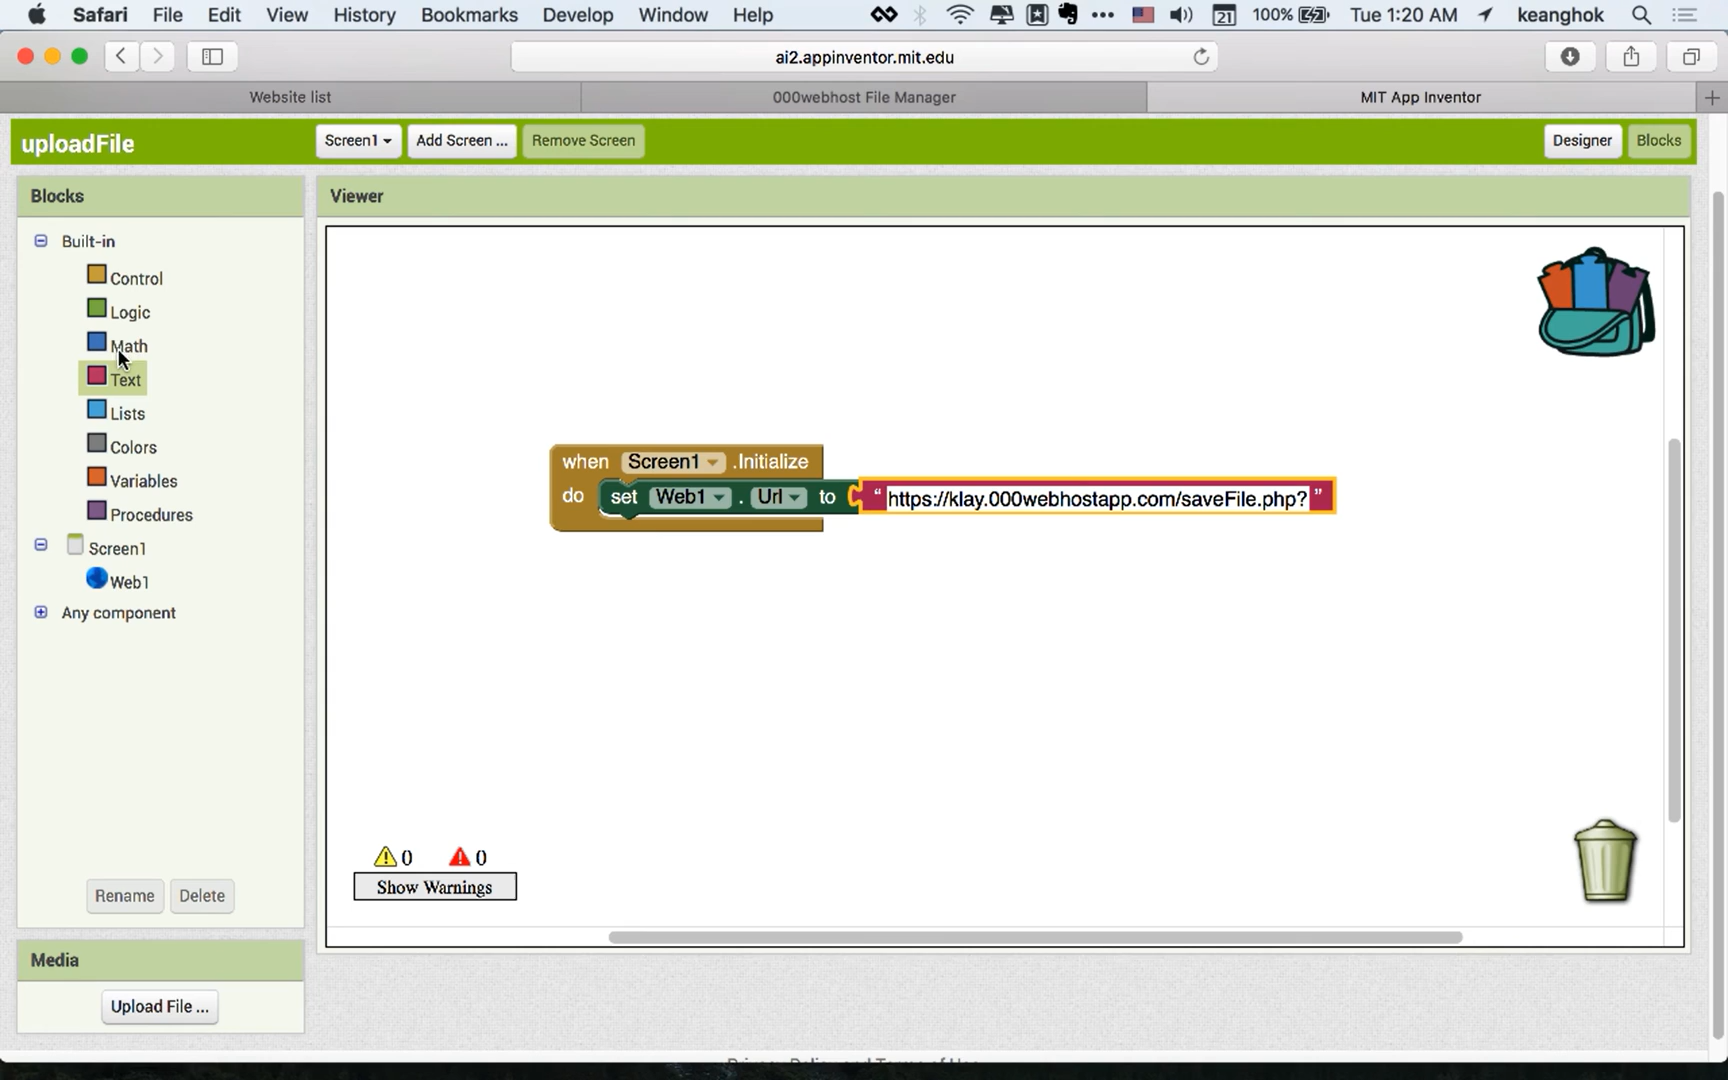 Safari File Edit View History Bookmarks Develop Window Help 21 100% Tue 1:20 AM keanghok
ai2.appinventor.mit.edu
Website list 000webhost File Manager MIT App Inventor
uploadFile Screen1 Add Screen ... Remove Screen Designer Blocks
Blocks Viewer
Built-in
Control
Logic
Math
Text
Lists
Colors
Variables
Procedures
Screen1
Web1
Any component
when Screen1 .Initialize
do set Web1 . Url to “ https://klay.000webhostapp.com/saveFile.php? ”
0 0
Show Warnings
Rename Delete
Media
Upload File ...